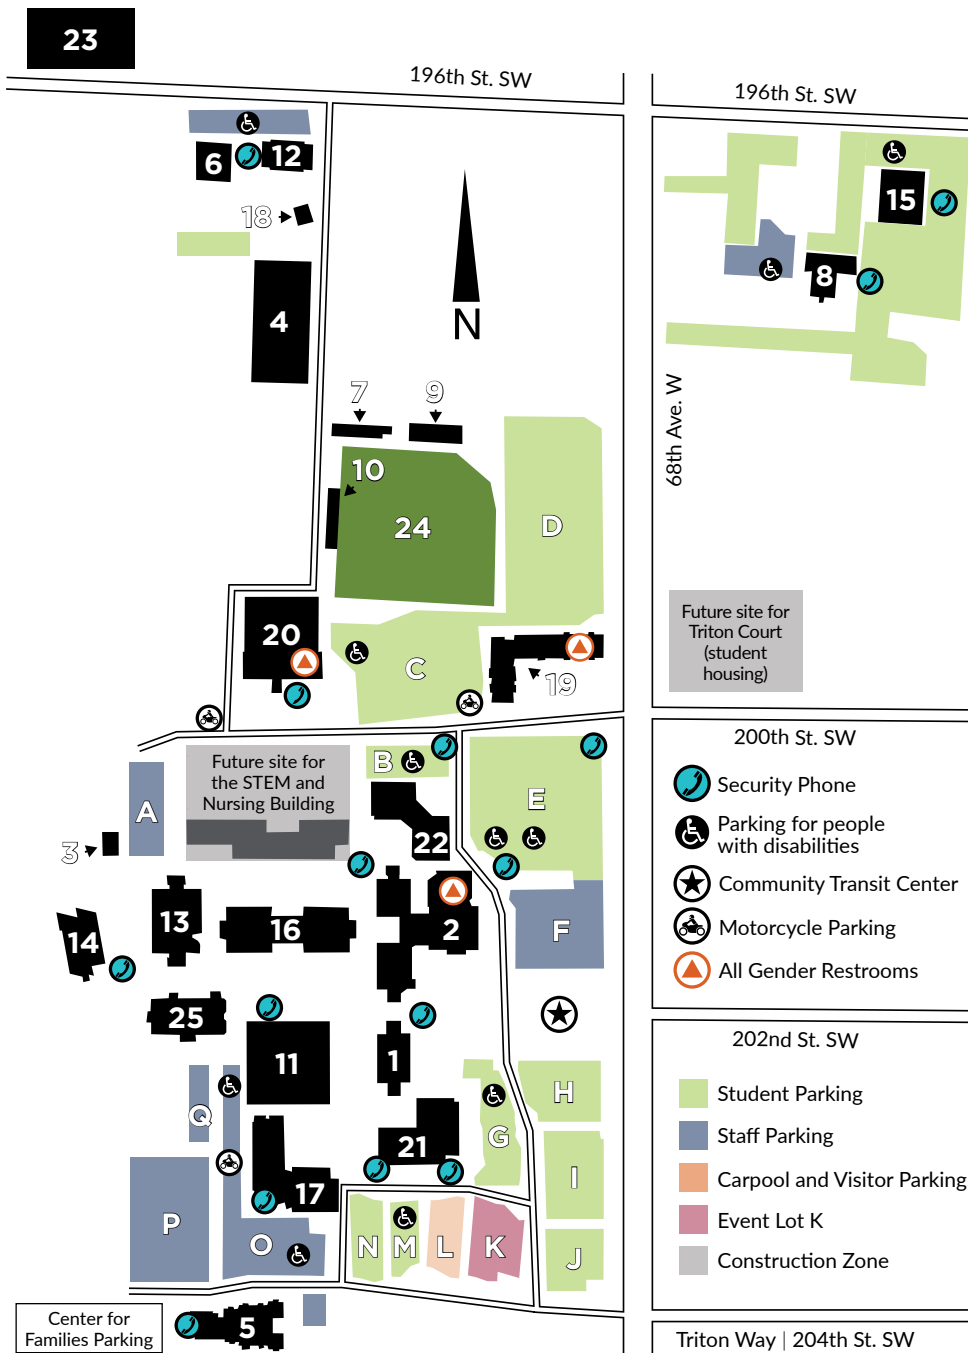 23
196th St. SW
196th St. SW
6
12
15
18
8
4
N
7
9
68th Ave. W
10
24
D
Future site for
Triton Court
(student
housing)
20
C
19
200th St. SW
B
Future site for
the STEM and
Nursing Building
A
E
22
3
Security Phone
Parking for people
with disabilities
Community Transit Center
Motorcycle Parking
All Gender Restrooms
13
14
16
2
F
25
11
1
202nd St. SW
H
Q
G
21
I
17
P
O
N
M
L
K
J
Student Parking
Staff Parking
Carpool and Visitor Parking
Event Lot K
Construction Zone
Center for
Families Parking
5
Triton Way | 204th St. SW